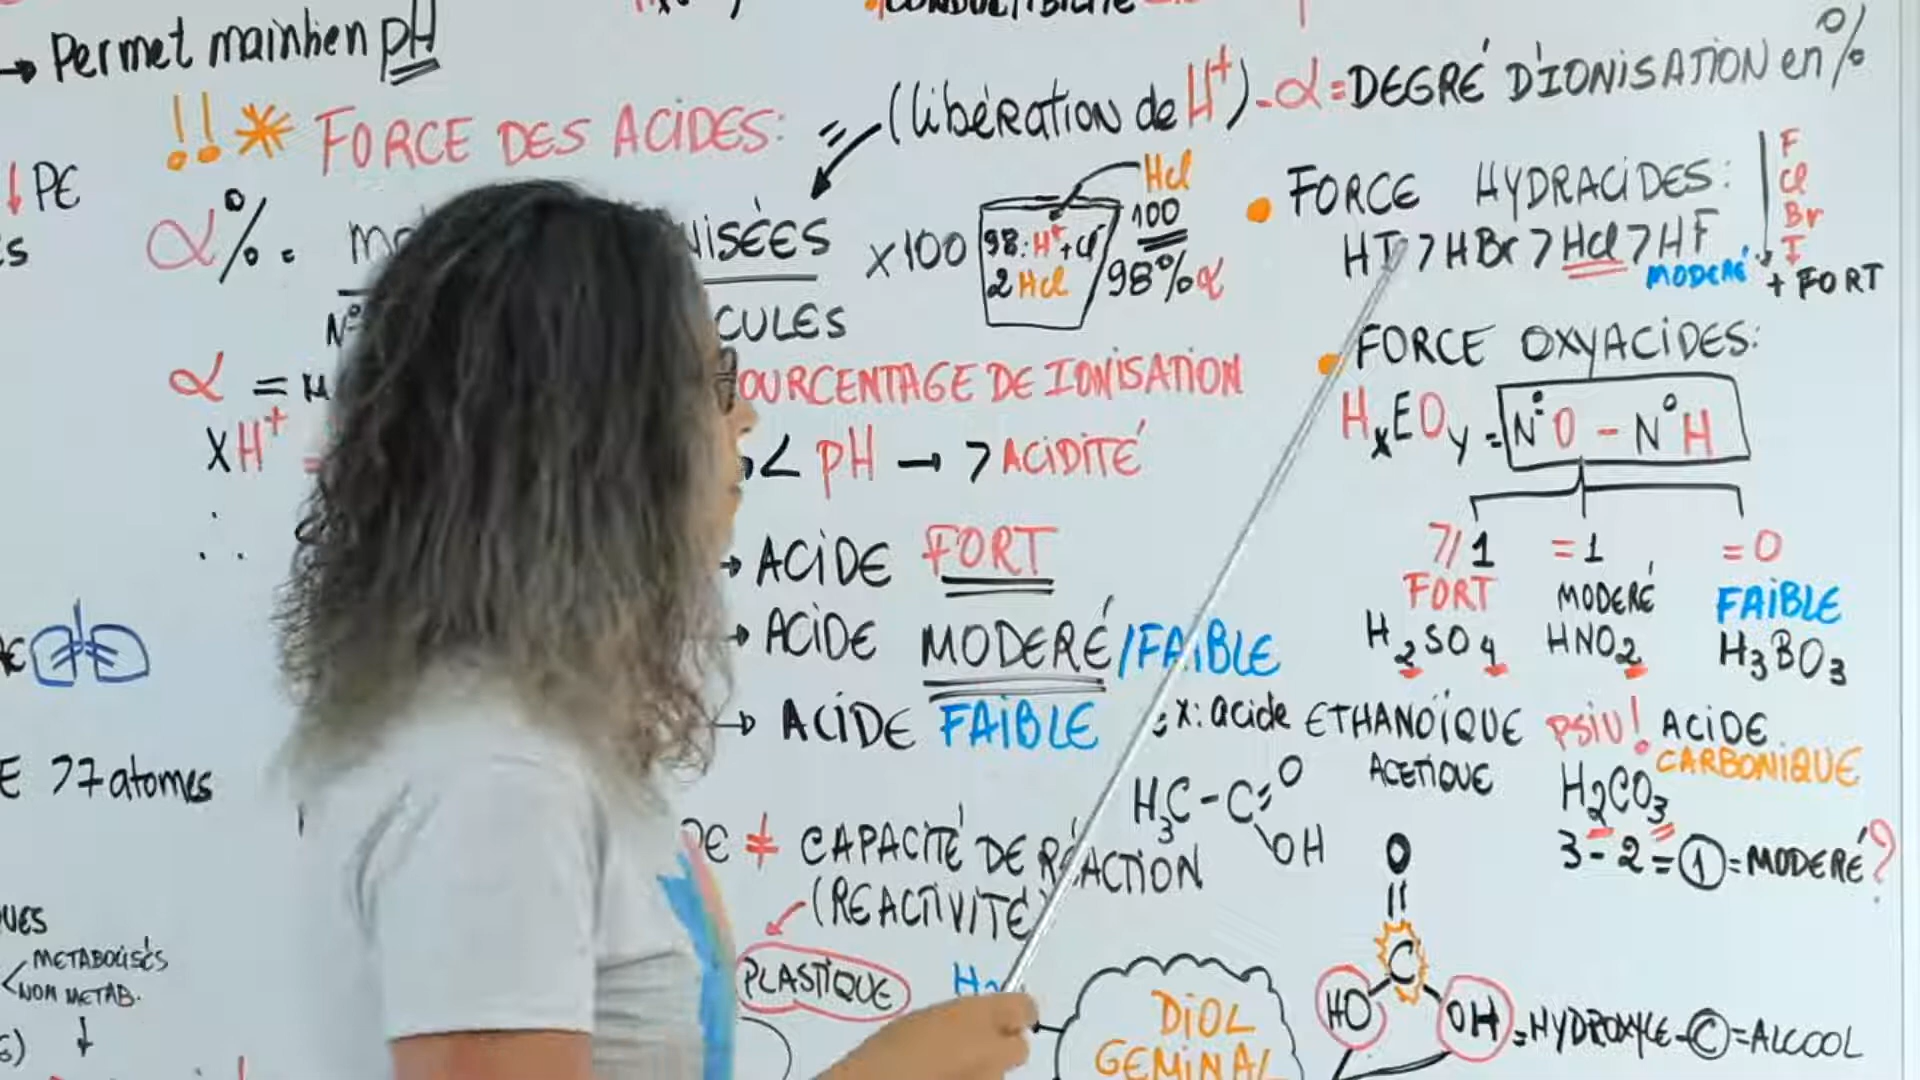 → Permet maintien pH
!! * FORCE DES ACIDES:
(libération de H⁺) - α = DEGRÉ D'IONISATION en %
↓ PE
α% =
NISÉES
CULES
x100
HCl
100
98: H⁺ + Cl⁻
2 HCl
98% α
• FORCE HYDRACIDES:
HI > HBr > HCl > HF
MODERÉ
F
Cl
Br
I
+ FORT
• FORCE OXYACIDES:
HxEOy = N°O - N°H
α =
OURCENTAGE DE IONISATION
xH⁺ =
< pH → > ACIDITÉ
→ ACIDE FORT
→ ACIDE MODERÉ/FAIBLE
→ ACIDE FAIBLE
>/1 =1 =0
FORT MODERÉ FAIBLE
H₂SO₄ HNO₂ H₃BO₃
x: acide ETHANOÏQUE
ACETIQUE
H₃C-C
O
OH
PSIU! ACIDE
CARBONIQUE
H₂CO₃
3-2=1=MODERÉ?
E >7 atomes
≠ CAPACITÉ DE RÉACTION
(REACTIVITÉ
PLASTIQUE
UES
METABOLISÉS
NON METAB.
DIOL
GEMINAL
O
C
HO
OH
=HYDROXYLE-C=ALCOOL